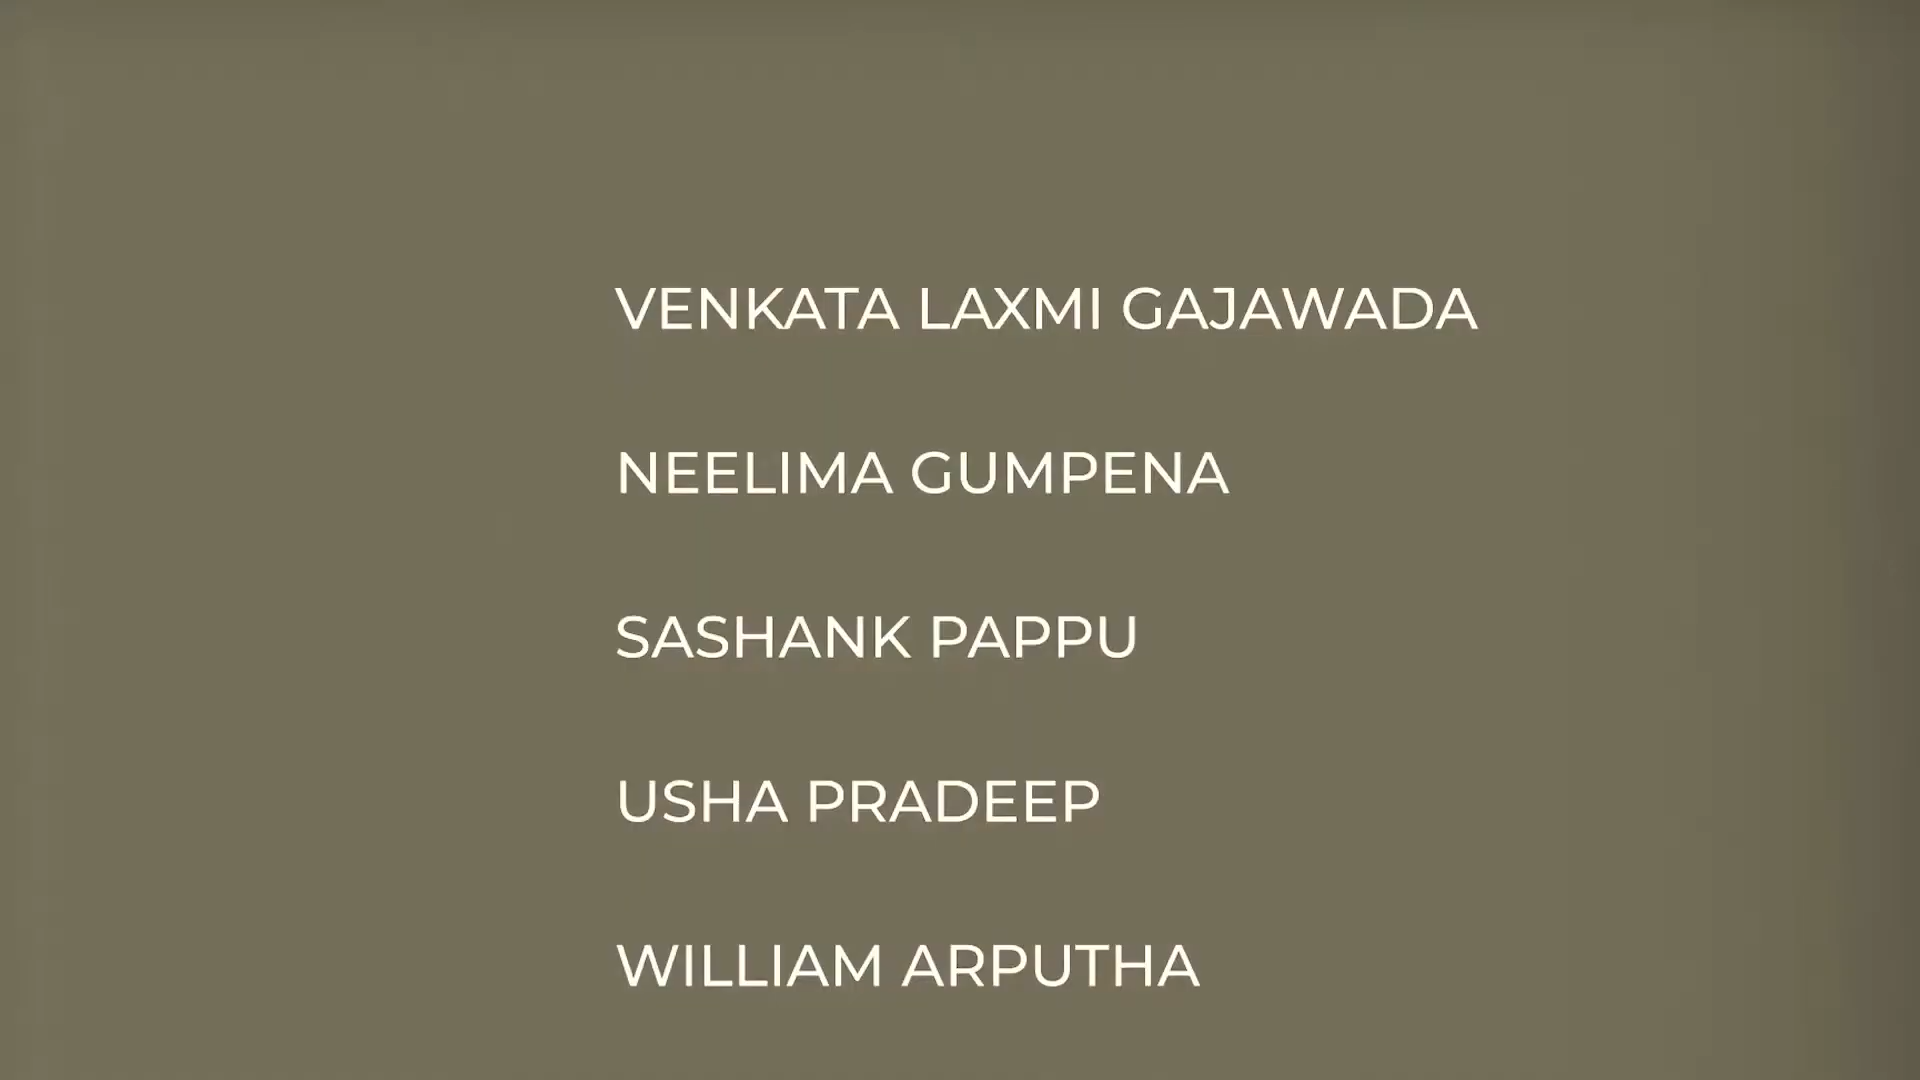 VENKATA LAXMI GAJAWADA
NEELIMA GUMPENA
SASHANK PAPPU
USHA PRADEEP
WILLIAM ARPUTHA